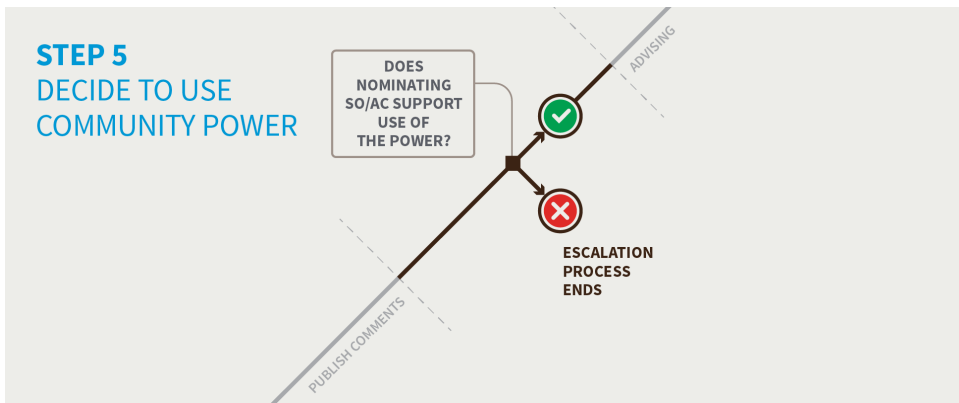 STEP 5
DECIDE TO USE
COMMUNITY POWER
DOES
NOMINATING
SO/AC SUPPORT
USE OF
THE POWER?
ADVISING
ESCALATION
PROCESS
ENDS
PUBLISH COMMENTS